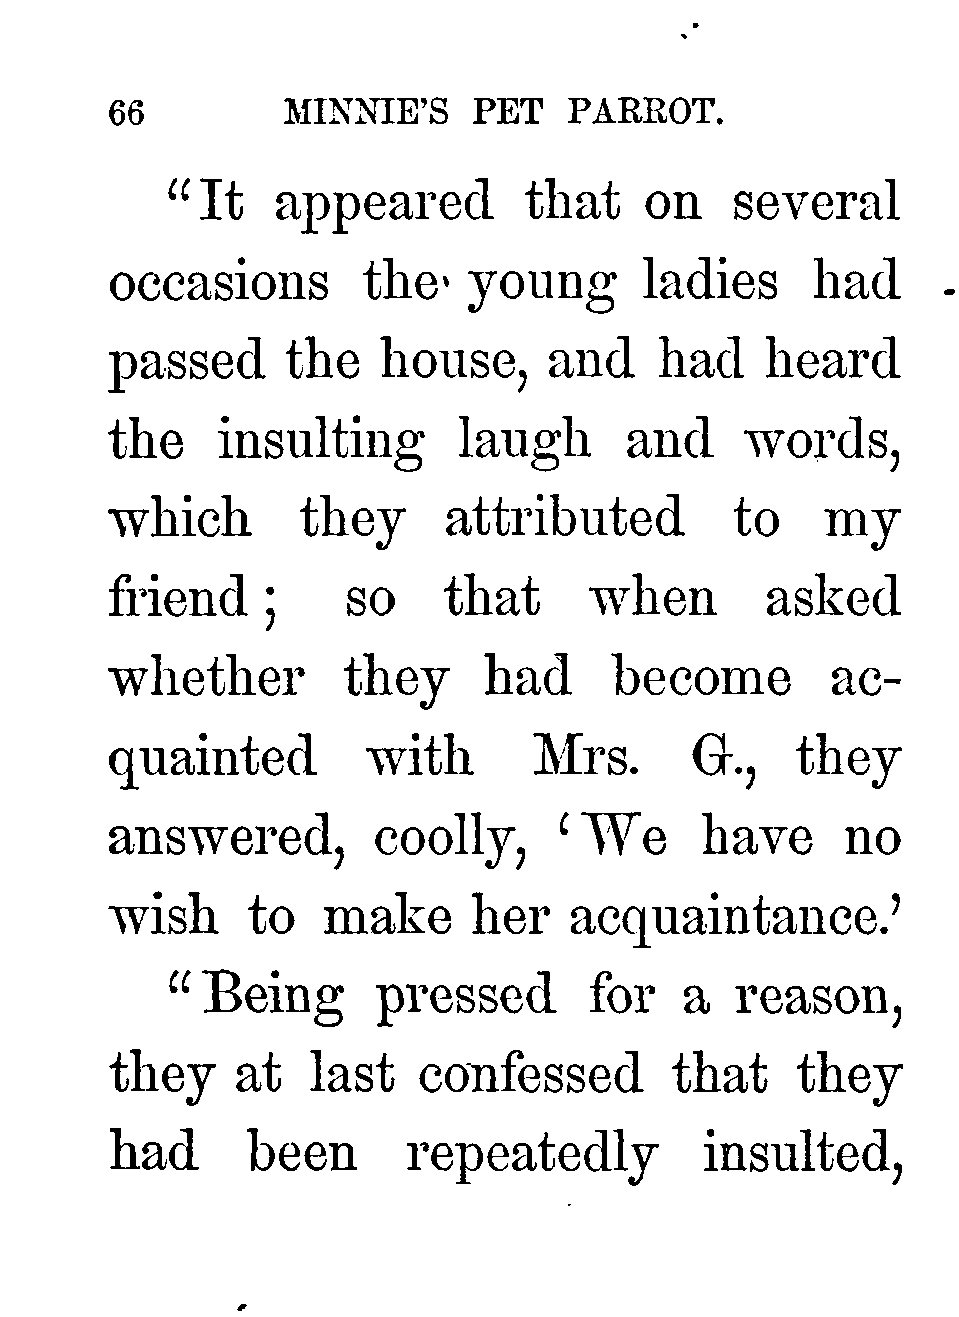 66 MINNIE'S PET PARROT.
"It appeared that on several
occasions the young ladies had
passed the house, and had heard
the insulting laugh and words,
which they attributed to my
friend; so that when asked
whether they had become ac-
quainted with Mrs. G., they
answered, coolly, 'We have no
wish to make her acquaintance.'
"Being pressed for a reason,
they at last confessed that they
had been repeatedly insulted,